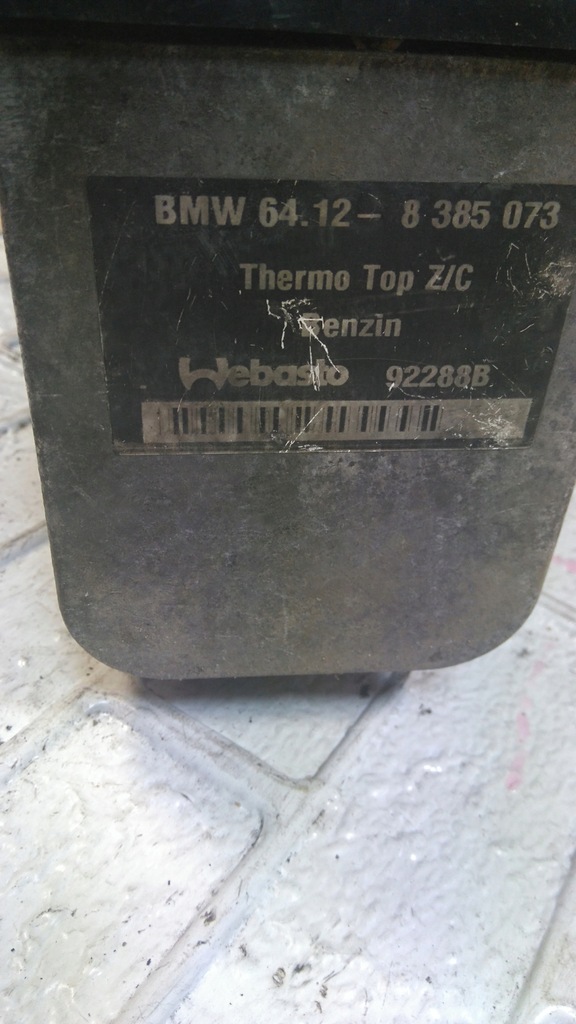 BMW 64.12 - 8 385 073
Thermo Top Z/C
Benzin
Webasto 92288B